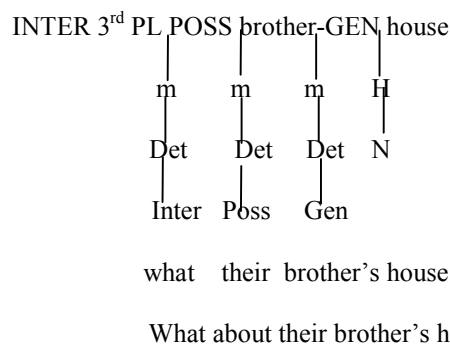 INTER 3rd PL POSS brother-GEN house
m m m H
Det Det Det N
Inter Poss Gen
what their brother’s house
What about their brother’s h